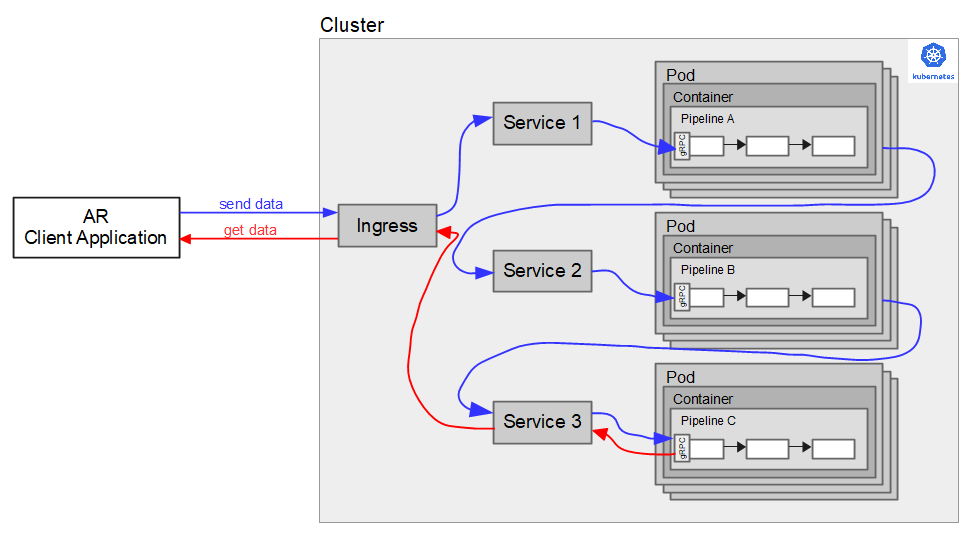 Cluster
kubernetes
Pod
Container
Pipeline A
gRPC
Service 1
AR
Client Application
send data
get data
Ingress
Pod
Container
Pipeline B
gRPC
Service 2
Pod
Container
Pipeline C
gRPC
Service 3